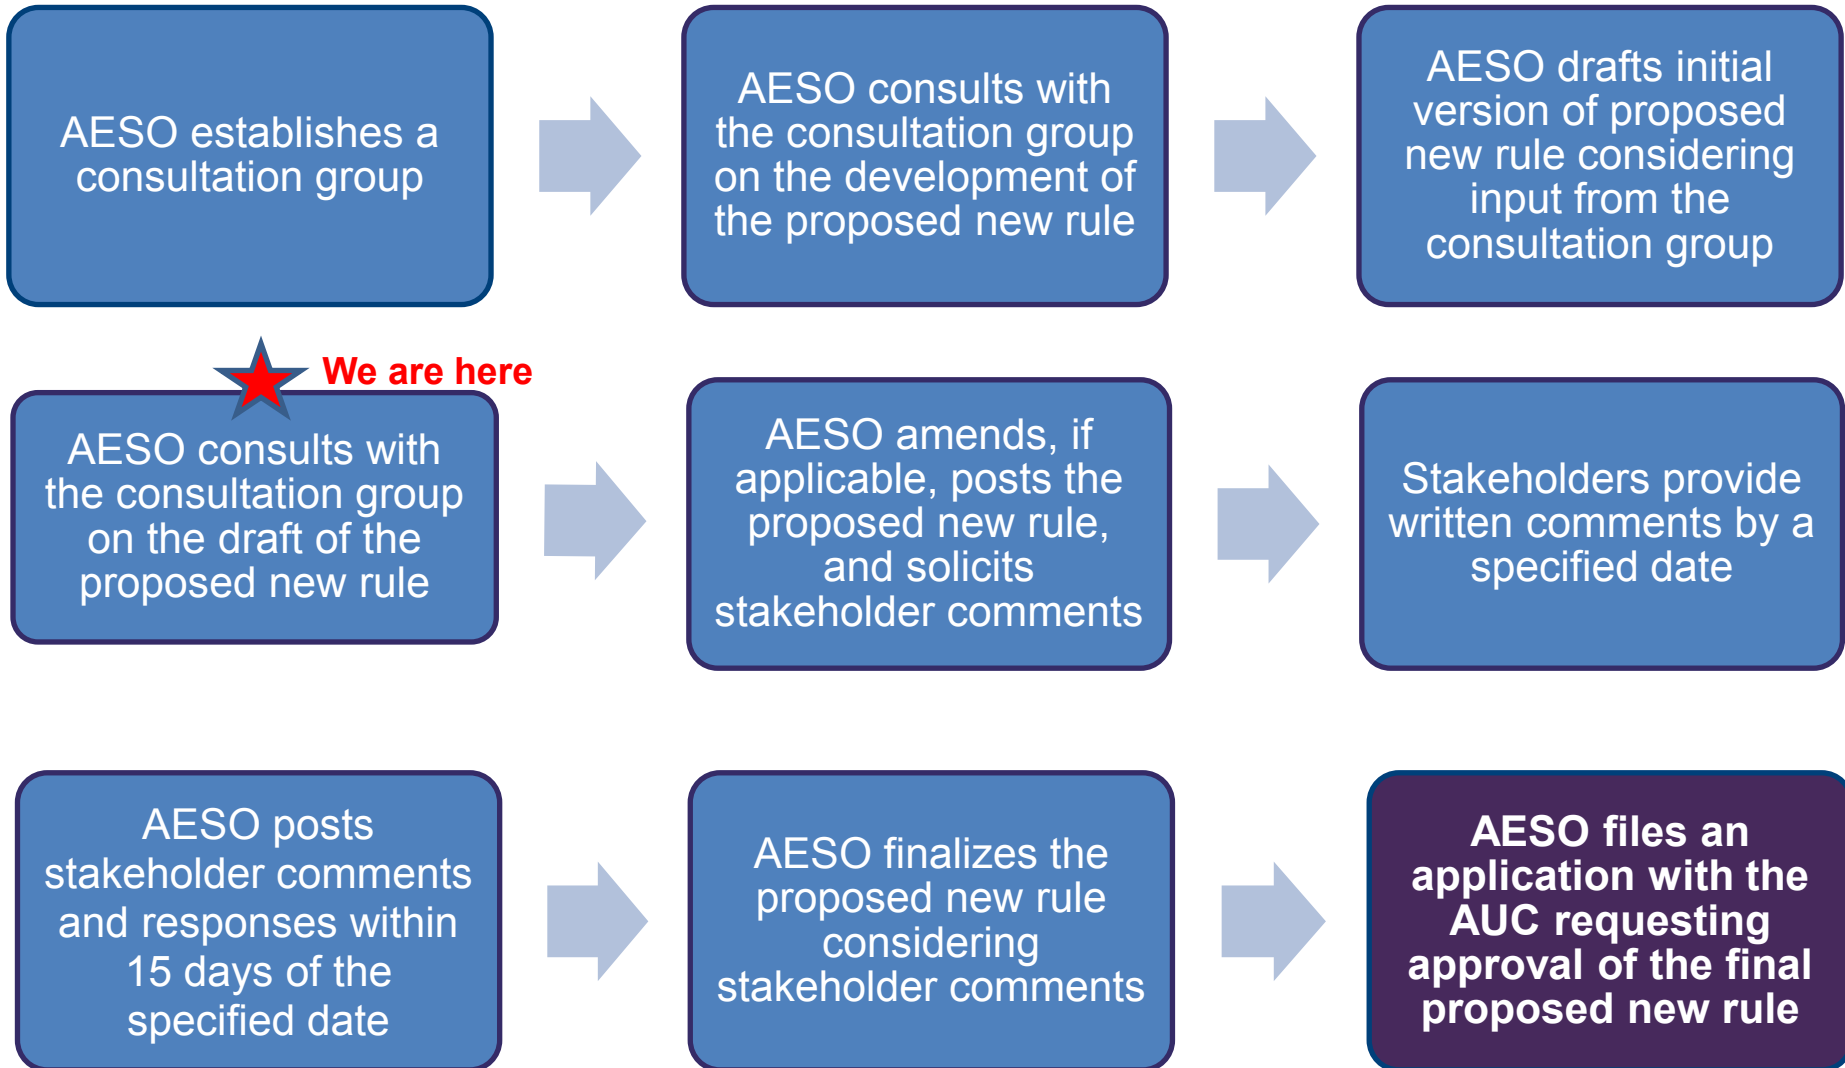 AESO establishes a
consultation group
AESO consults with
the consultation group
on the development of
the proposed new rule
AESO drafts initial
version of proposed
new rule considering
input from the
consultation group
We are here
AESO consults with
the consultation group
on the draft of the
proposed new rule
AESO amends, if
applicable, posts the
proposed new rule,
and solicits
stakeholder comments
Stakeholders provide
written comments by a
specified date
AESO posts
stakeholder comments
and responses within
15 days of the
specified date
AESO finalizes the
proposed new rule
considering
stakeholder comments
AESO files an
application with the
AUC requesting
approval of the final
proposed new rule